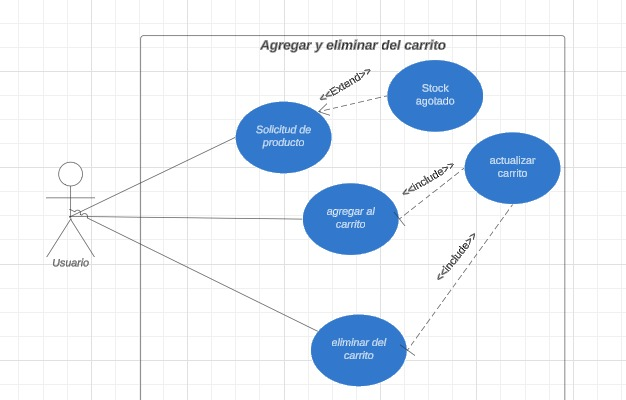 Agregar y eliminar del carrito
<<Extend>>
Stock
agotado
Solicitud de
producto
actualizar
carrito
<<include>>
agregar al
carrito
<<include>>
Usuario
eliminar del
carrito